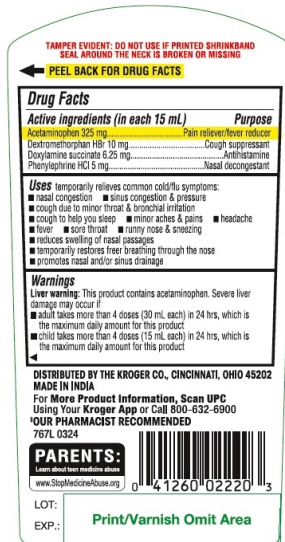 TAMPER EVIDENT: DO NOT USE IF PRINTED SHRINKBAND
SEAL AROUND THE NECK IS BROKEN OR MISSING
PEEL BACK FOR DRUG FACTS
Drug Facts
Active ingredients (in each 15 mL) Purpose
Acetaminophen 325 mg..........................Pain reliever/fever reducer
Dextromethorphan HBr 10 mg..........................Cough suppressant
Doxylamine succinate 6.25 mg..........................Antihistamine
Phenylephrine HCl 5 mg..........................Nasal decongestant
Uses temporarily relieves common cold/flu symptoms:
■ nasal congestion ■ sinus congestion & pressure
■ cough due to minor throat & bronchial irritation
■ cough to help you sleep ■ minor aches & pains ■ headache
■ fever ■ sore throat ■ runny nose & sneezing
■ reduces swelling of nasal passages
■ temporarily restores freer breathing through the nose
■ promotes nasal and/or sinus drainage
Warnings
Liver warning: This product contains acetaminophen. Severe liver
damage may occur if
■ adult takes more than 4 doses (30 mL each) in 24 hrs, which is
the maximum daily amount for this product
■ child takes more than 4 doses (15 mL each) in 24 hrs, which is
the maximum daily amount for this product
DISTRIBUTED BY THE KROGER CO., CINCINNATI, OHIO 45202
MADE IN INDIA
For More Product Information, Scan UPC
Using Your Kroger App or Call 800-632-6900
‡OUR PHARMACIST RECOMMENDED
767L 0324
PARENTS:
Learn about teen medicine abuse
www.StopMedicineAbuse.org
0 41260 02220 3
LOT:
EXP.:
Print/Varnish Omit Area